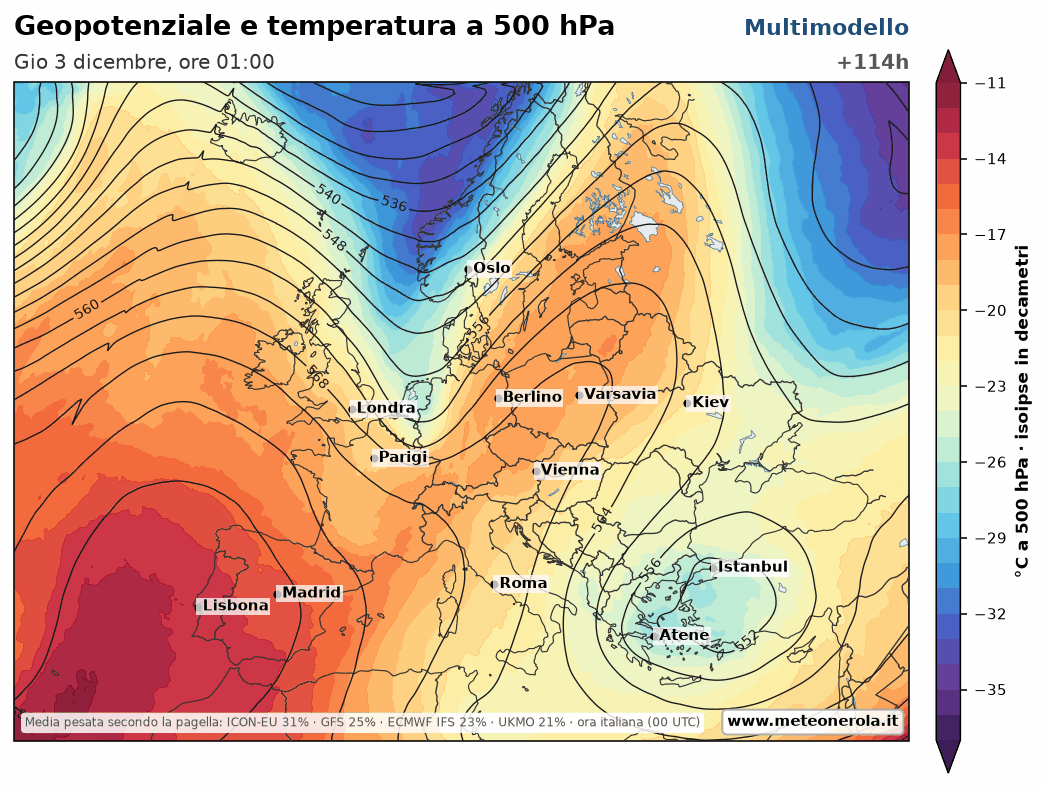 Geopotenziale e temperatura a 500 hPa
Multimodello
Gio 3 dicembre, ore 01:00
+114h
540
536
548
Oslo
560
556
568
Londra
Berlino
Varsavia
Kiev
Parigi
Vienna
564
556
Istanbul
Roma
Madrid
Lisbona
Atene
Media pesata secondo la pagella: ICON-EU 31% · GFS 25% · ECMWF IFS 23% · UKMO 21% · ora italiana (00 UTC)
www.meteonerola.it
−11
−14
−17
−20
−23
−26
−29
−32
−35
°C a 500 hPa · isoipse in decametri